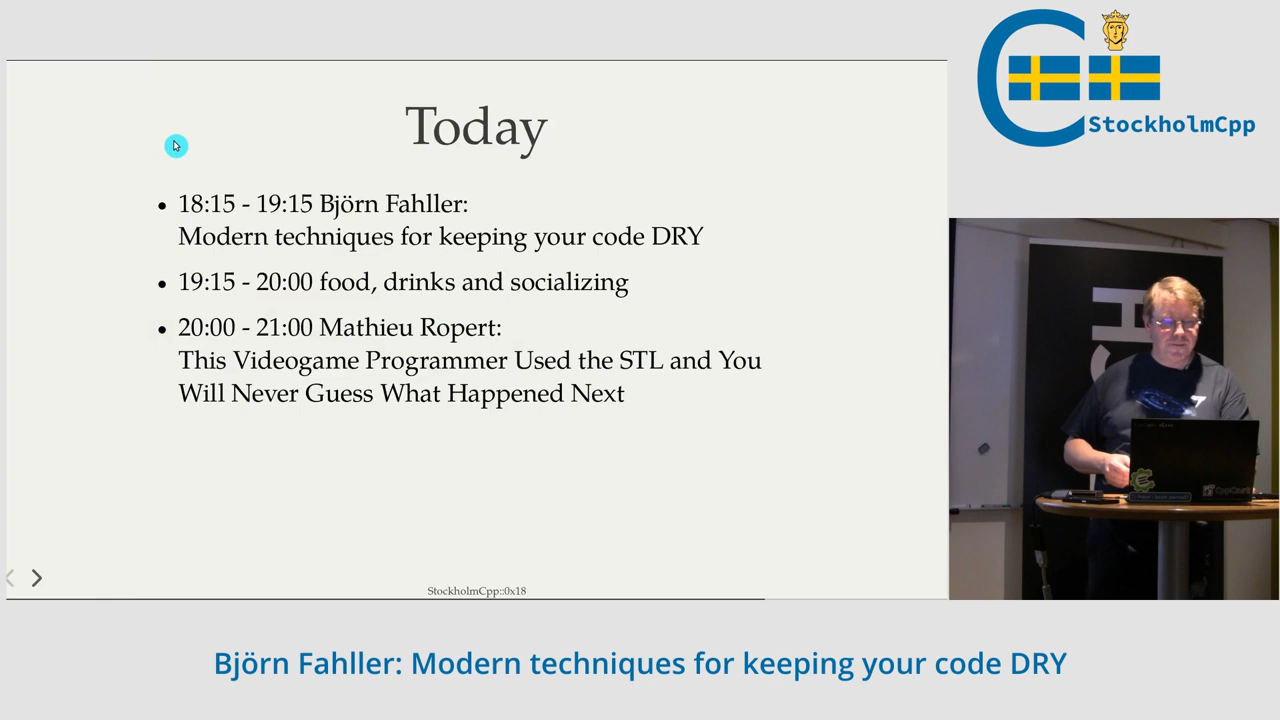 Today
18:15 - 19:15 Björn Fahller:
Modern techniques for keeping your code DRY
19:15 - 20:00 food, drinks and socializing
20:00 - 21:00 Mathieu Ropert:
This Videogame Programmer Used the STL and You
Will Never Guess What Happened Next
StockholmCpp::0x18
StockholmCpp
Björn Fahller: Modern techniques for keeping your code DRY